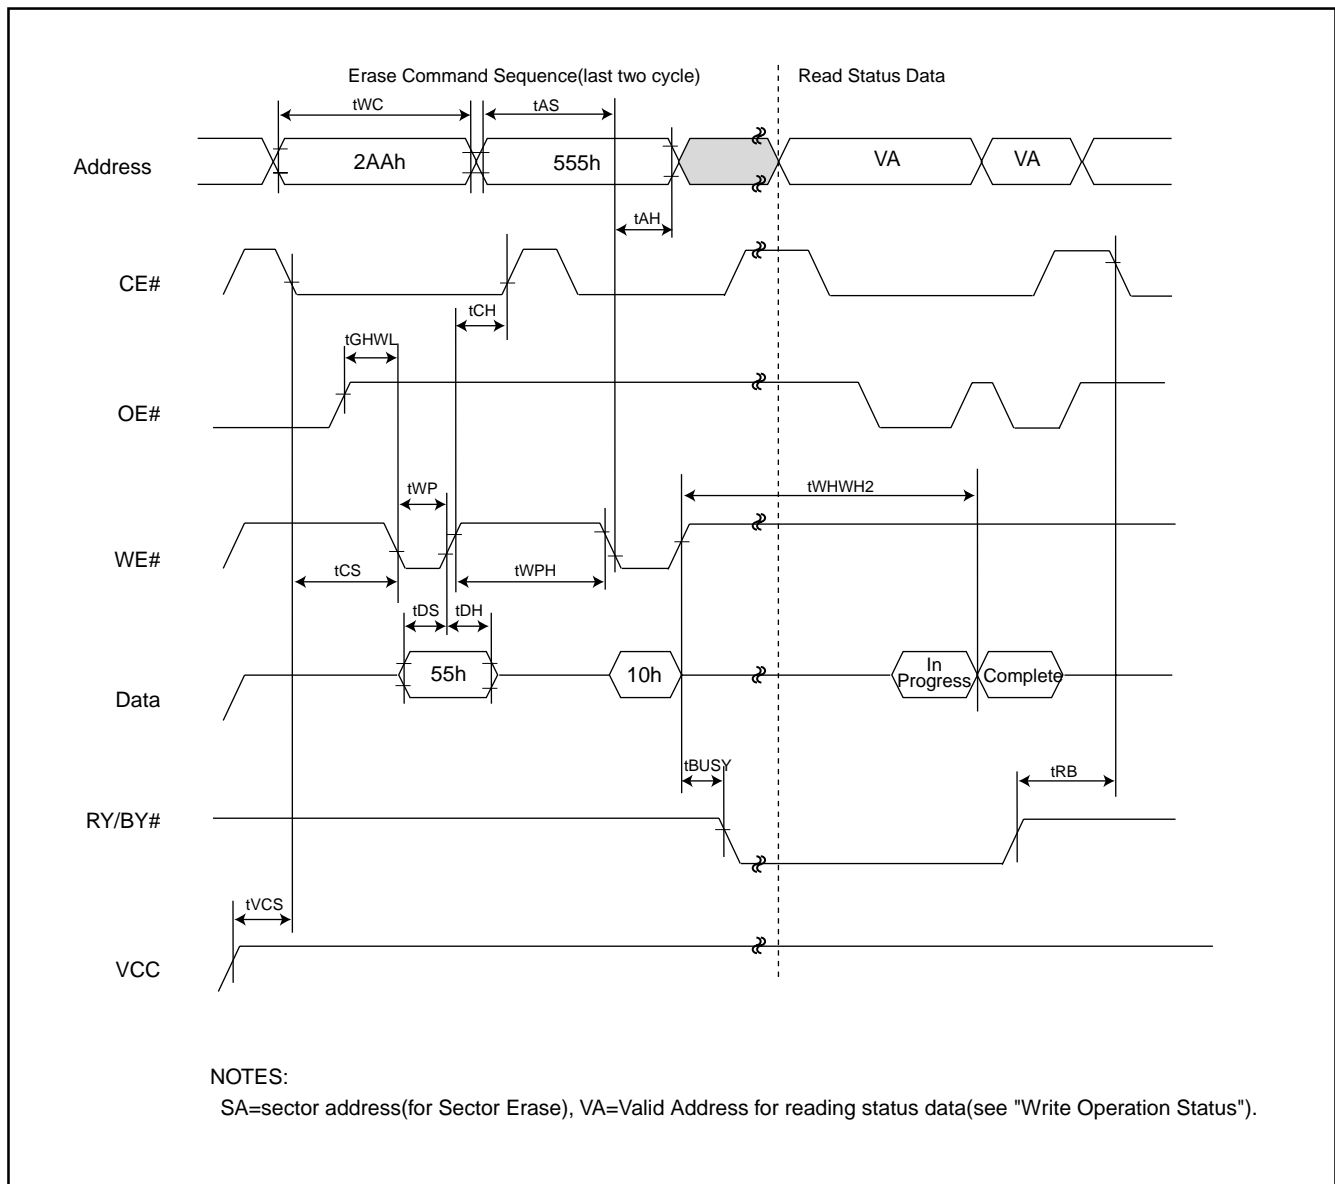 Erase Command Sequence(last two cycle)
Read Status Data
tWC
tAS
Address
2AAh
555h
VA
VA
tAH
CE#
tCH
tGHWL
OE#
tWP
tWHWH2
WE#
tCS
tWPH
tDS
tDH
Data
55h
10h
In
Progress
Complete
tBUSY
tRB
RY/BY#
tVCS
VCC
NOTES:
SA=sector address(for Sector Erase), VA=Valid Address for reading status data(see "Write Operation Status").